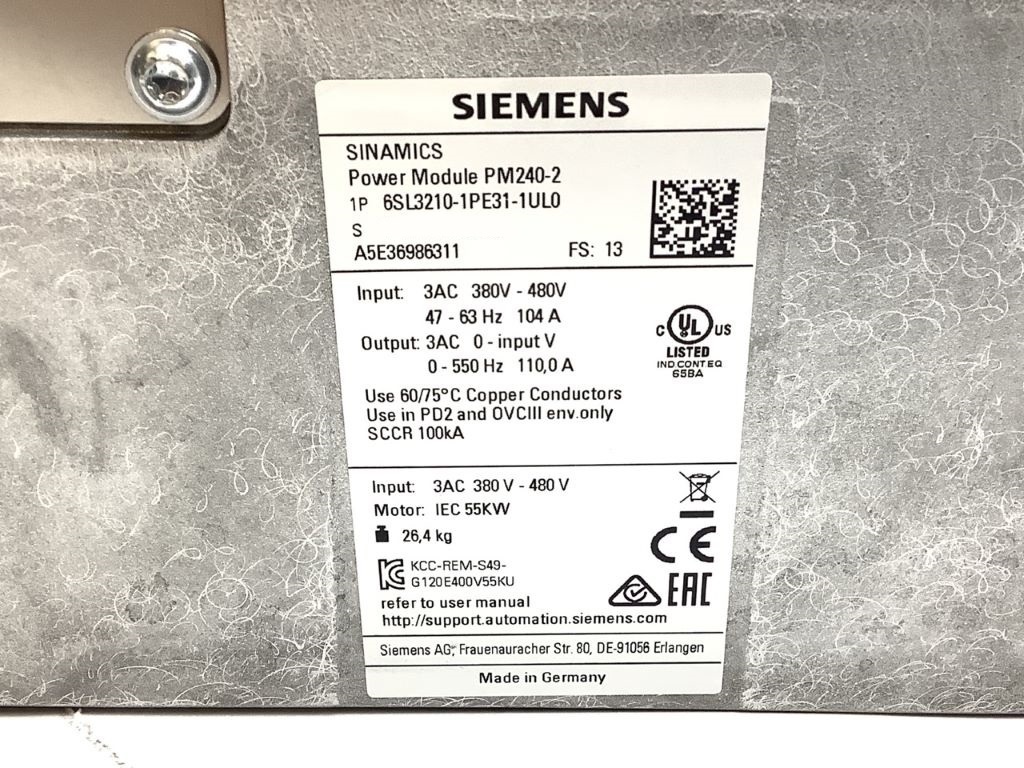 SIEMENS
SINAMICS
Power Module PM240-2
1P 6SL3210-1PE31-1UL0
S
A5E36986311 FS: 13
Input: 3AC 380V - 480V
47 - 63 Hz 104 A
Output: 3AC 0 - input V
0 - 550 Hz 110,0 A
C UL US
LISTED
IND CONT EQ
65BA
Use 60/75°C Copper Conductors
Use in PD2 and OVCIII env.only
SCCR 100kA
Input: 3AC 380 V - 480 V
Motor: IEC 55KW
26,4 kg
CE
KCC-REM-S49-
G120E400V55KU
EAC
refer to user manual
http://support.automation.siemens.com
Siemens AG, Frauenauracher Str. 80, DE-91056 Erlangen
Made in Germany